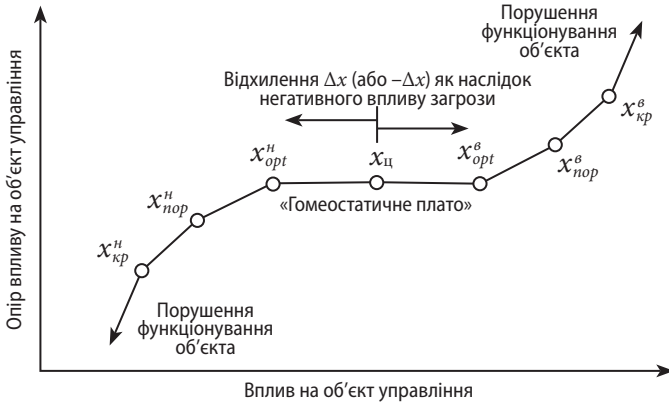 Порушення
функціонування
об’єкта
Відхилення Δx (або –Δx) як наслідок
негативного впливу загрози
x^в_кр
x^н_opt
x_ц
x^в_opt
x^в_пор
x^н_пор
«Гомеостатичне плато»
x^н_кр
Порушення
функціонування
об’єкта
Опір впливу на об’єкт управління
Вплив на об’єкт управління